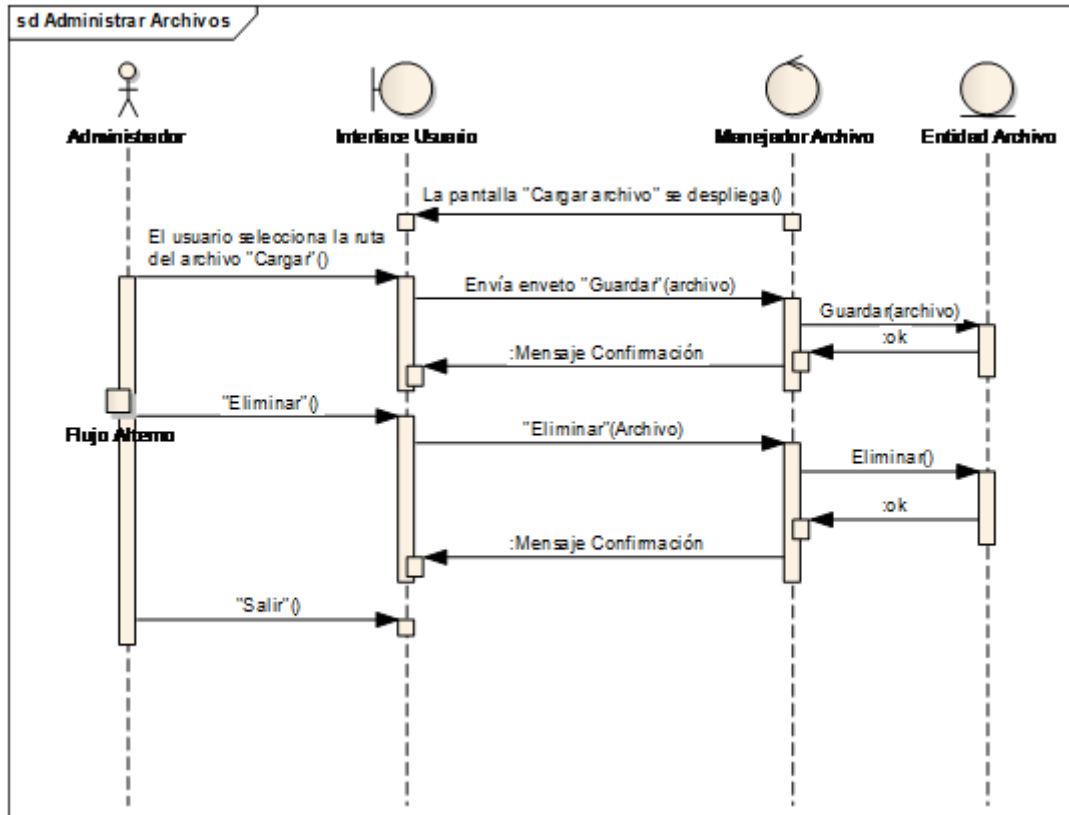 sd Administrar Archivos
Administrador
Interface Usuario
Manejador Archivo
Entidad Archivo
La pantalla "Cargar archivo" se despliega()
El usuario selecciona la ruta
del archivo "Cargar"()
Envía enveto "Guardar"(archivo)
Guardar(archivo)
:ok
:Mensaje Confirmación
"Eliminar"()
Flujo Alterno
"Eliminar"(Archivo)
Eliminar()
:ok
:Mensaje Confirmación
"Salir"()